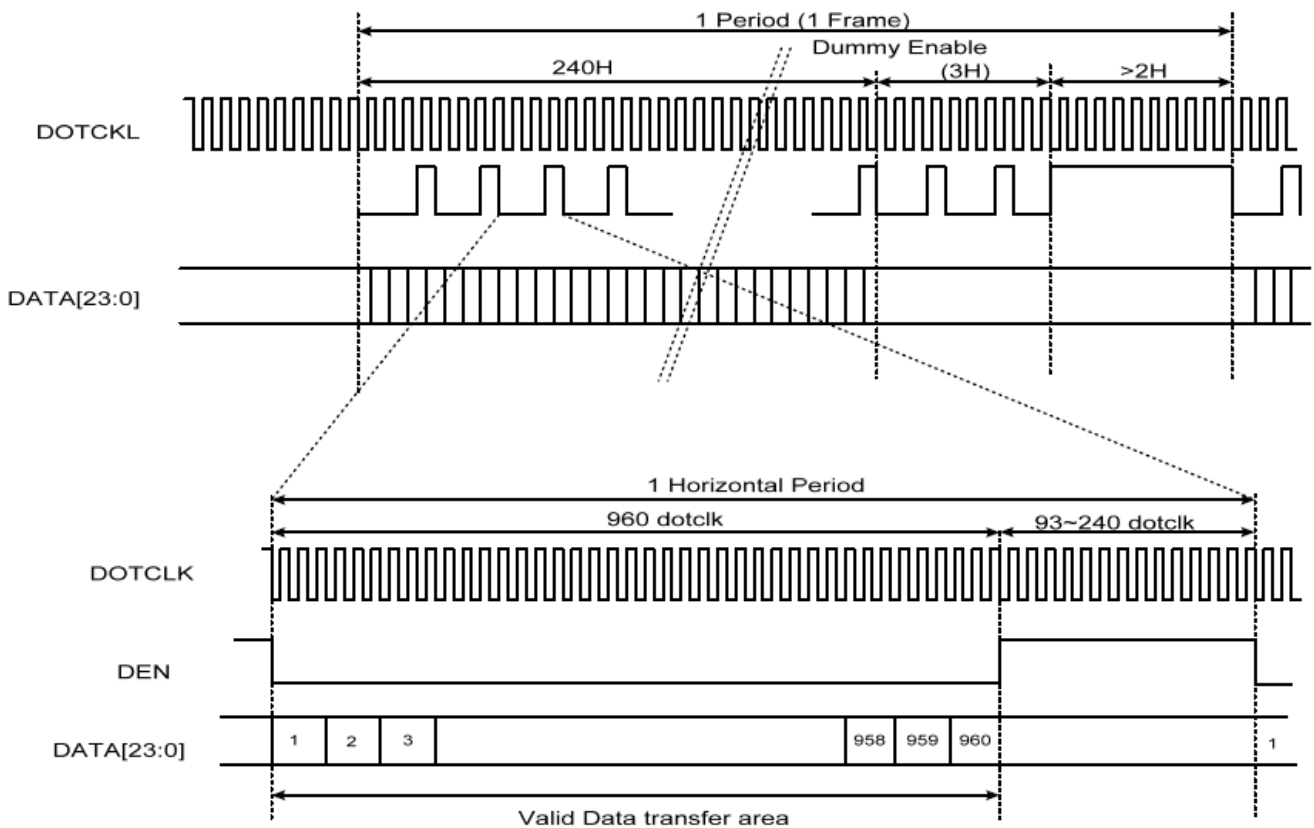 1 Period (1 Frame)
Dummy Enable
240H
(3H)
>2H
DOTCKL
DATA[23:0]
1 Horizontal Period
960 dotclk
93~240 dotclk
DOTCLK
DEN
DATA[23:0]
1
2
3
958
959
960
1
Valid Data transfer area